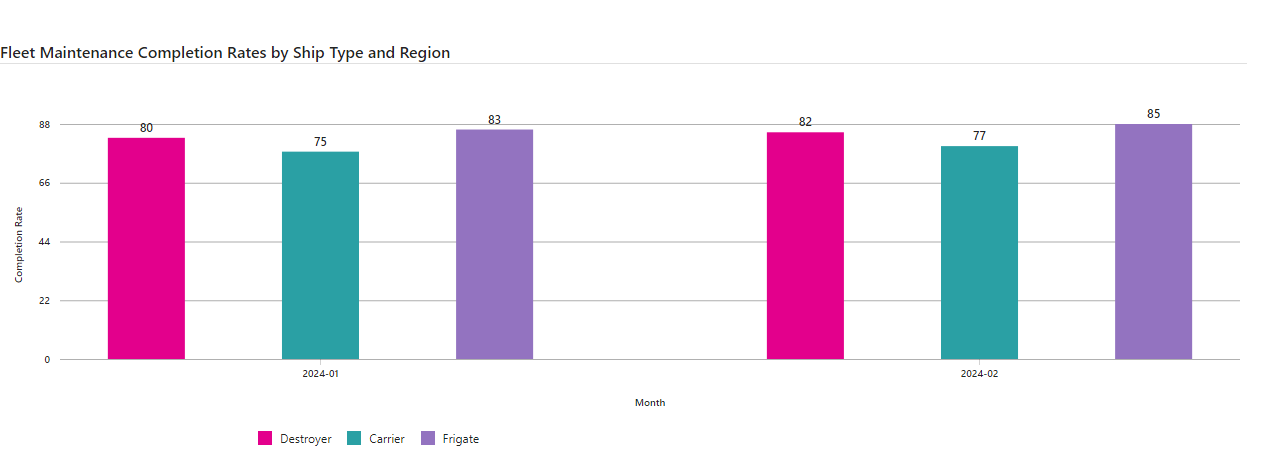 Fleet Maintenance Completion Rates by Ship Type and Region
Completion Rate
88
66
44
22
0
80
75
83
82
77
85
2024-01
2024-02
Month
Destroyer
Carrier
Frigate